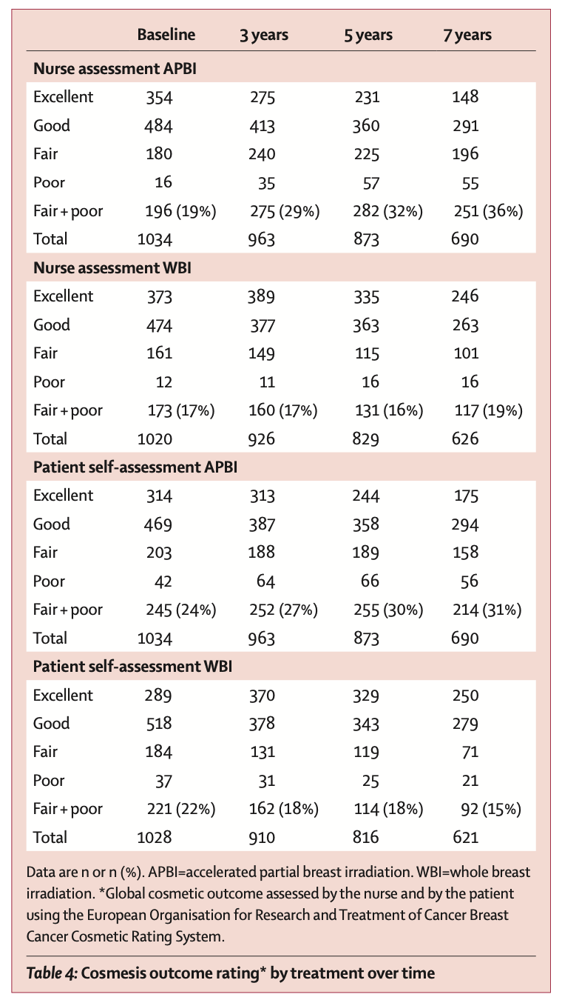 Baseline 3 years 5 years 7 years
Nurse assessment APBI
Excellent 354 275 231 148
Good 484 413 360 291
Fair 180 240 225 196
Poor 16 35 57 55
Fair + poor 196 (19%) 275 (29%) 282 (32%) 251 (36%)
Total 1034 963 873 690
Nurse assessment WBI
Excellent 373 389 335 246
Good 474 377 363 263
Fair 161 149 115 101
Poor 12 11 16 16
Fair + poor 173 (17%) 160 (17%) 131 (16%) 117 (19%)
Total 1020 926 829 626
Patient self-assessment APBI
Excellent 314 313 244 175
Good 469 387 358 294
Fair 203 188 189 158
Poor 42 64 66 56
Fair + poor 245 (24%) 252 (27%) 255 (30%) 214 (31%)
Total 1034 963 873 690
Patient self-assessment WBI
Excellent 289 370 329 250
Good 518 378 343 279
Fair 184 131 119 71
Poor 37 31 25 21
Fair + poor 221 (22%) 162 (18%) 114 (18%) 92 (15%)
Total 1028 910 816 621
Data are n or n (%). APBI=accelerated partial breast irradiation. WBI=whole breast
irradiation. *Global cosmetic outcome assessed by the nurse and by the patient
using the European Organisation for Research and Treatment of Cancer Breast
Cancer Cosmetic Rating System.
Table 4: Cosmesis outcome rating* by treatment over time